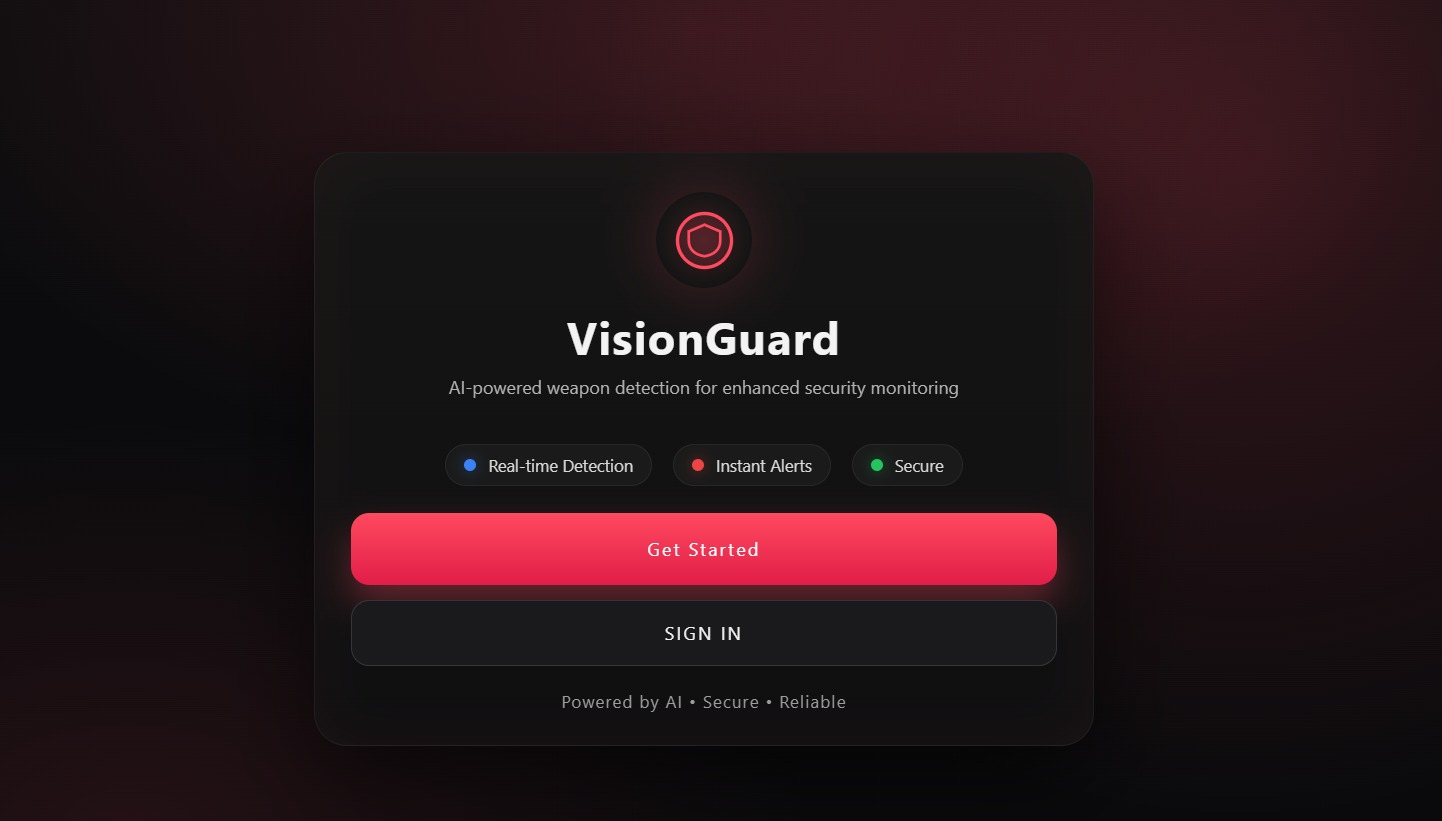 VisionGuard
AI-powered weapon detection for enhanced security monitoring
Real-time Detection
Instant Alerts
Secure
Get Started
SIGN IN
Powered by AI • Secure • Reliable